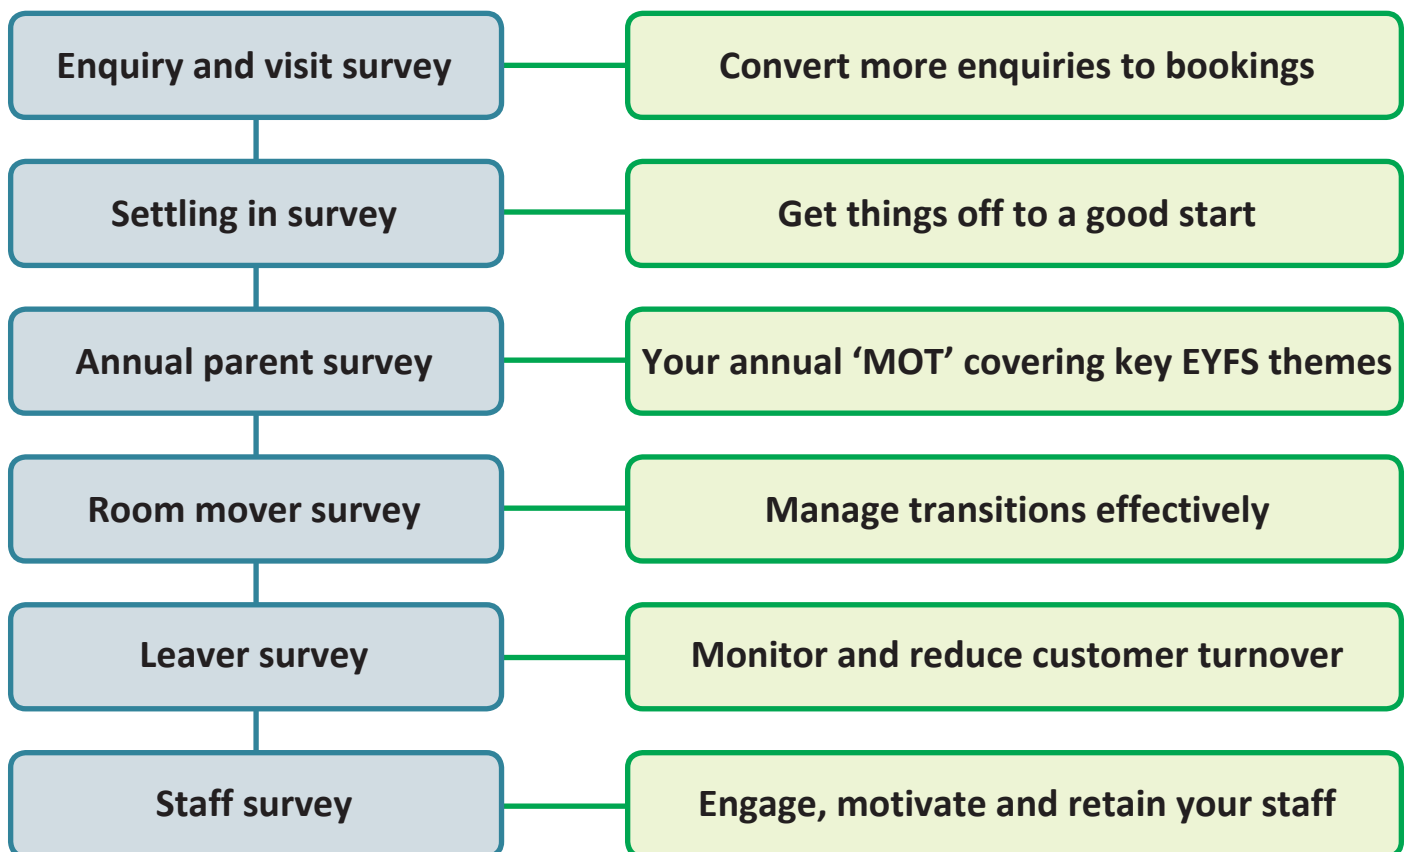 Enquiry and visit survey
Convert more enquiries to bookings
Settling in survey
Get things off to a good start
Annual parent survey
Your annual ‘MOT’ covering key EYFS themes
Room mover survey
Manage transitions effectively
Leaver survey
Monitor and reduce customer turnover
Staff survey
Engage, motivate and retain your staff